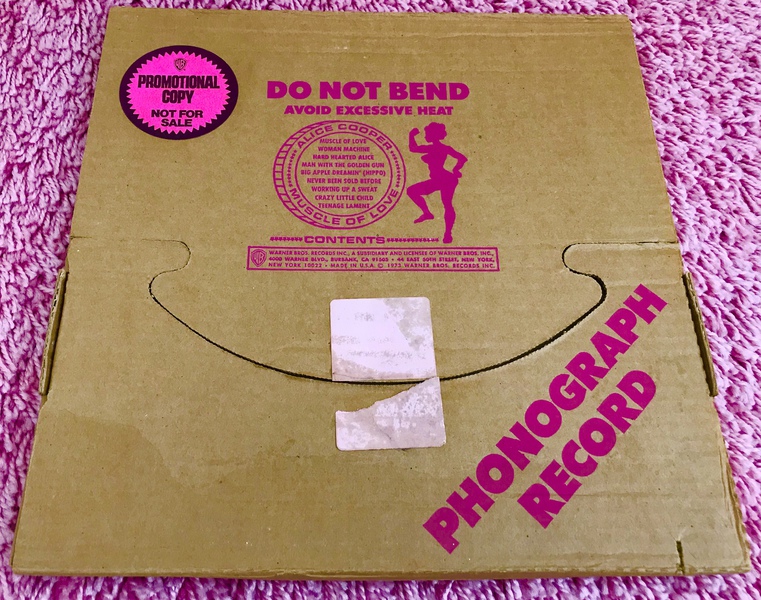 PROMOTIONAL
COPY
NOT FOR
SALE
DO NOT BEND
AVOID EXCESSIVE HEAT
ALICE COOPER
MUSCLE OF LOVE
WOMAN MACHINE
HARD HEARTED ALICE
MAN WITH THE GOLDEN GUN
BIG APPLE DREAMIN' (HIPPO)
NEVER BEEN SOLD BEFORE
WORKING UP A SWEAT
CRAZY LITTLE CHILD
TEENAGE LAMENT
MUSCLE OF LOVE
CONTENTS
WARNER BROS. RECORDS INC., A SUBSIDIARY AND LICENSEE OF WARNER BROS. INC.,
4000 WARNER BLVD., BURBANK, CA 91505 • 44 EAST 50TH STREET, NEW YORK,
NEW YORK 10022 • MADE IN U.S.A. © 1973 WARNER BROS. RECORDS INC.
PHONOGRAPH
RECORD